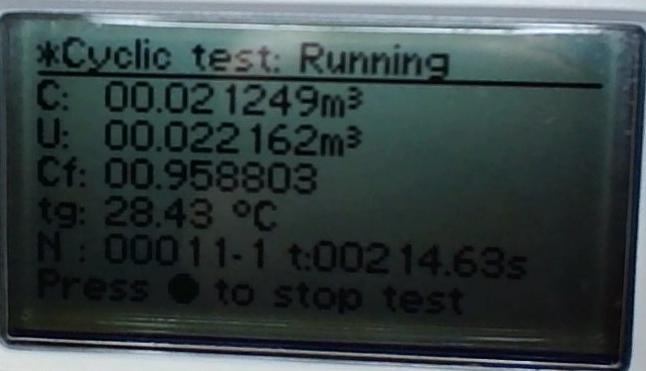 *Cyclic test: Running
C: 00.021249m³
U: 00.022162m³
Cf: 00.958803
tg: 28.43 °C
N : 00011-1 t:00214.63s
Press ● to stop test